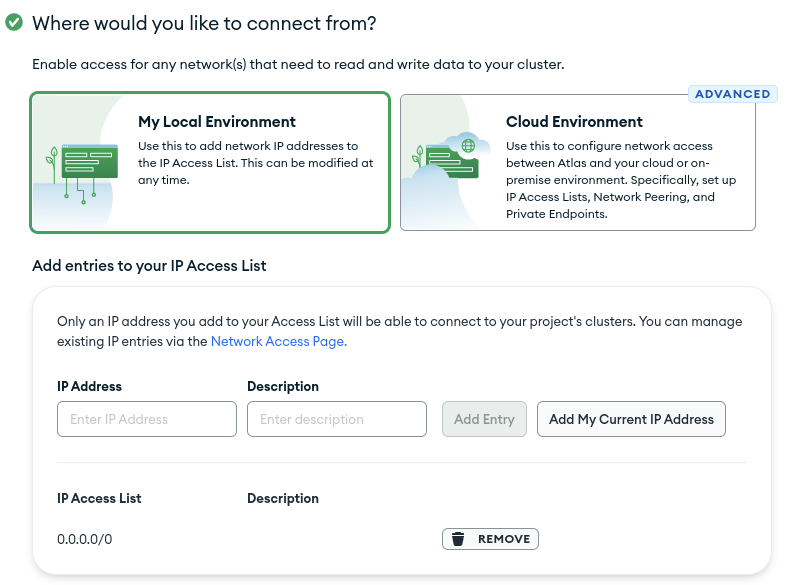 Where would you like to connect from?
Enable access for any network(s) that need to read and write data to your cluster.
My Local Environment
Use this to add network IP addresses to
the IP Access List. This can be modified at
any time.
ADVANCED
Cloud Environment
Use this to configure network access
between Atlas and your cloud or on-
premise environment. Specifically, set up
IP Access Lists, Network Peering, and
Private Endpoints.
Add entries to your IP Access List
Only an IP address you add to your Access List will be able to connect to your project's clusters. You can manage
existing IP entries via the Network Access Page.
IP Address Description
Enter IP Address Enter description Add Entry Add My Current IP Address
IP Access List Description
0.0.0.0/0 REMOVE